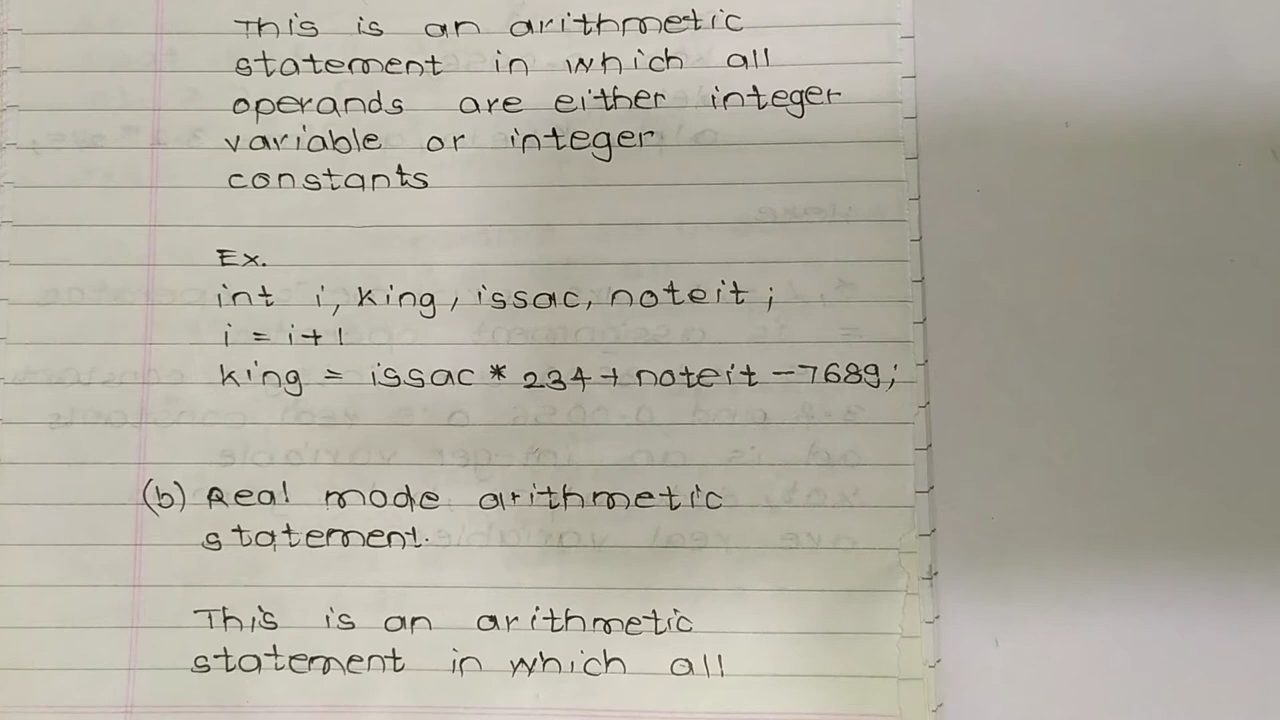 This is an arithmetic
statement in which all
operands are either integer
variable or integer
constants
Ex.
int i, king, issac, noteit;
i = i+1
king = issac * 234 + noteit - 7689;
(b) Real mode arithmetic
statement.
This is an arithmetic
statement in which all